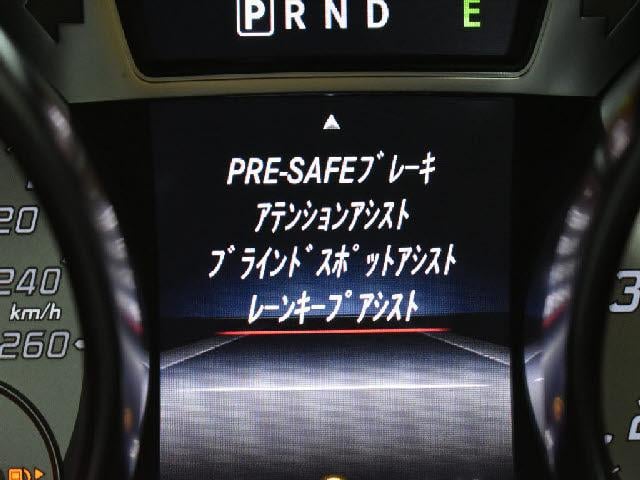 P R N D E
PRE-SAFEﾌﾞﾚｰｷ
ｱﾃﾝｼｮﾝｱｼｽﾄ
ﾌﾞﾗｲﾝﾄﾞｽﾎﾟｯﾄｱｼｽﾄ
ﾚｰﾝｷｰﾌﾟｱｼｽﾄ
240
km/h
260